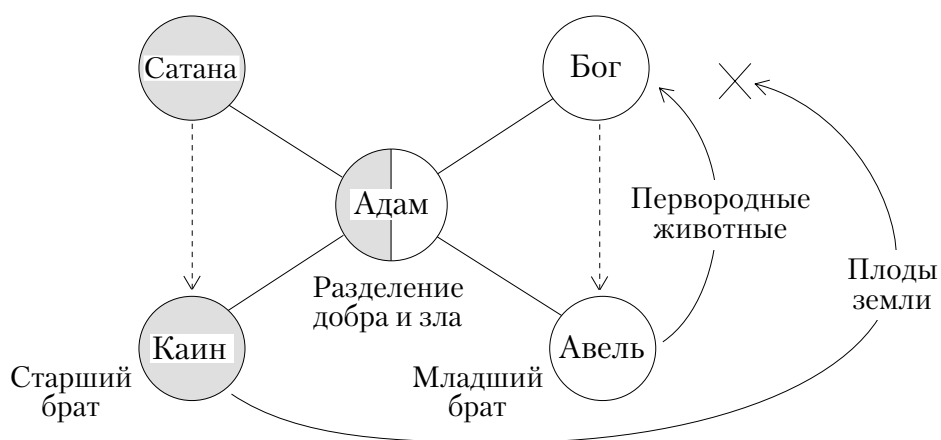 Сатана
Бог
Адам
Первородные
животные
Плоды
земли
Разделение
добра и зла
Каин
Авель
Старший
брат
Младший
брат